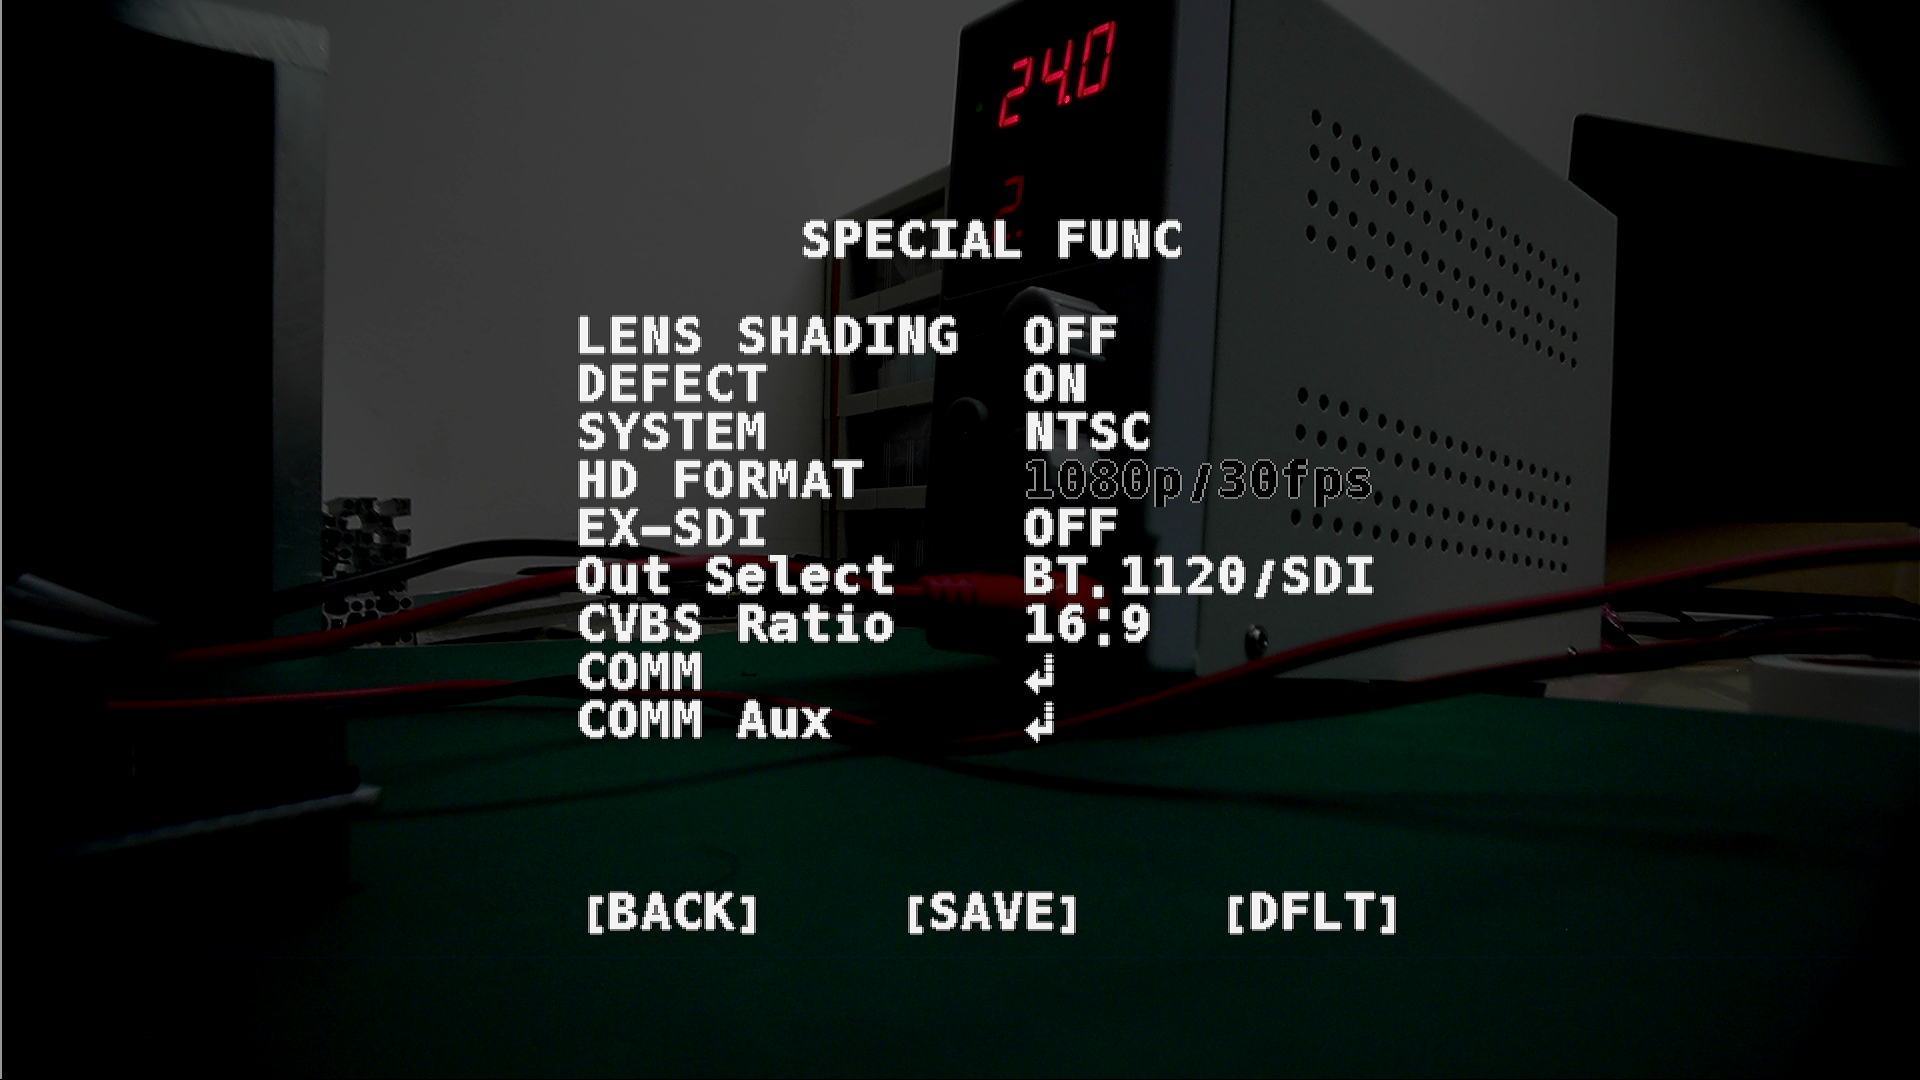 24.0
2.
SPECIAL FUNC
LENS SHADING OFF
DEFECT ON
SYSTEM NTSC
HD FORMAT 1080p/30fps
EX-SDI OFF
Out Select BT.1120/SDI
CVBS Ratio 16:9
COMM ↲
COMM Aux ↲
[BACK] [SAVE] [DFLT]